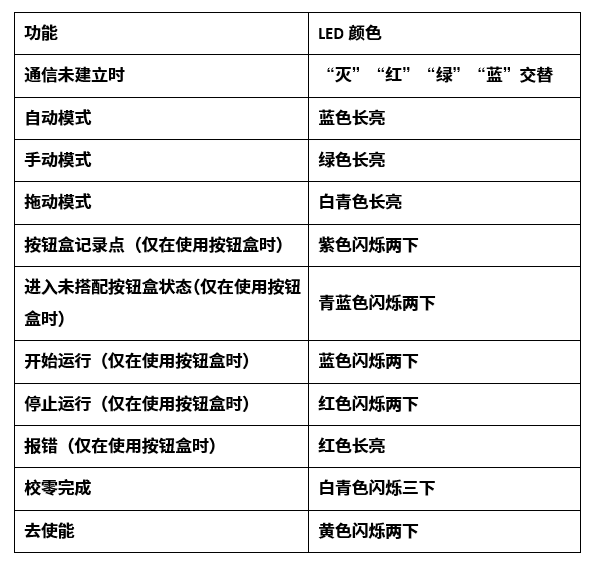 功能
LED 颜色
通信未建立时
“灭”“红”“绿”“蓝”交替
自动模式
蓝色长亮
手动模式
绿色长亮
拖动模式
白青色长亮
按钮盒记录点（仅在使用按钮盒时）
紫色闪烁两下
进入未搭配按钮盒状态(仅在使用按钮
盒时)
青蓝色闪烁两下
开始运行（仅在使用按钮盒时）
蓝色闪烁两下
停止运行（仅在使用按钮盒时）
红色闪烁两下
报错（仅在使用按钮盒时）
红色长亮
校零完成
白青色闪烁三下
去使能
黄色闪烁两下